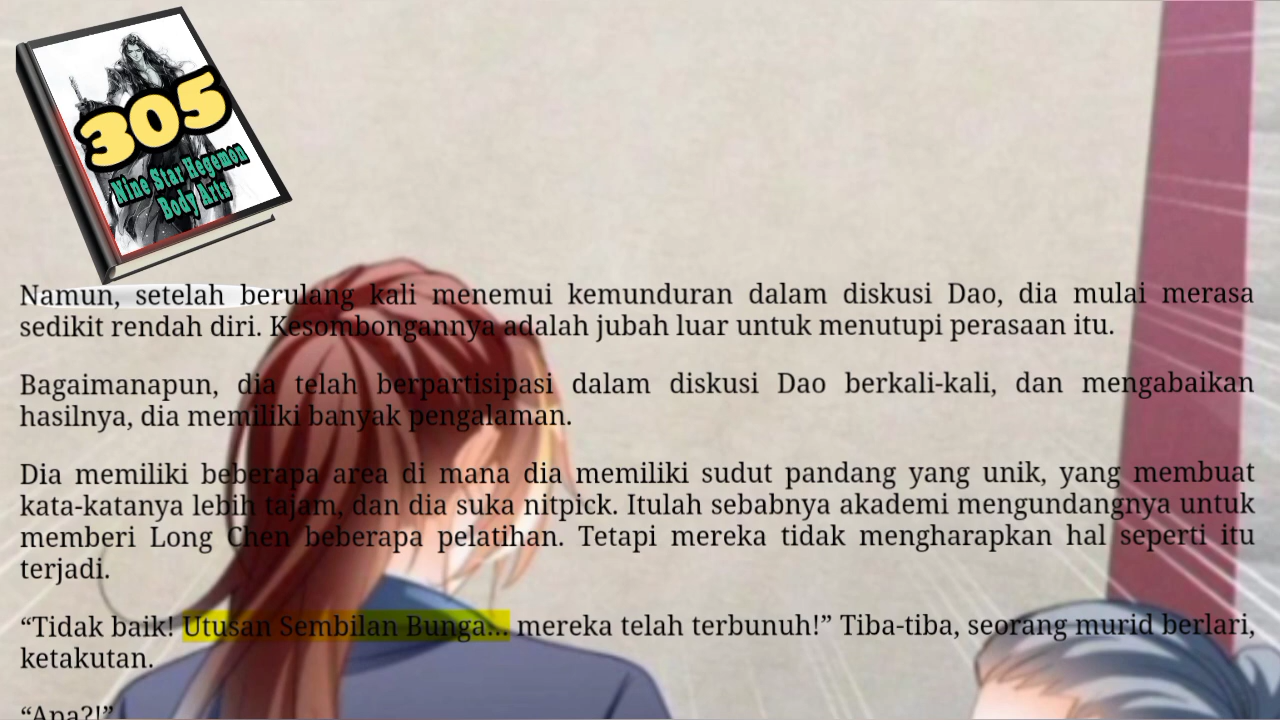 305
Nine Star Hegemon
Body Arts
Namun, setelah berulang kali menemui kemunduran dalam diskusi Dao, dia mulai merasa
sedikit rendah diri. Kesombongannya adalah jubah luar untuk menutupi perasaan itu.
Bagaimanapun, dia telah berpartisipasi dalam diskusi Dao berkali-kali, dan mengabaikan
hasilnya, dia memiliki banyak pengalaman.
Dia memiliki beberapa area di mana dia memiliki sudut pandang yang unik, yang membuat
kata-katanya lebih tajam, dan dia suka nitpick. Itulah sebabnya akademi mengundangnya untuk
memberi Long Chen beberapa pelatihan. Tetapi mereka tidak mengharapkan hal seperti itu
terjadi.
“Tidak baik! Utusan Sembilan Bunga... mereka telah terbunuh!” Tiba-tiba, seorang murid berlari,
ketakutan.
“Apa?!”